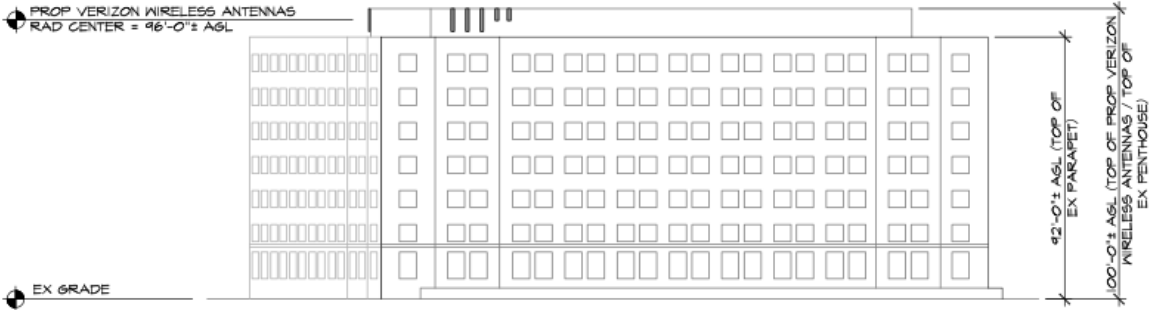 PROP VERIZON WIRELESS ANTENNAS
RAD CENTER = 96'-0"± AGL
EX GRADE
92'-0"± AGL (TOP OF
EX PARAPET)
100'-0"± AGL (TOP OF PROP VERIZON
WIRELESS ANTENNAS / TOP OF
EX PENTHOUSE)